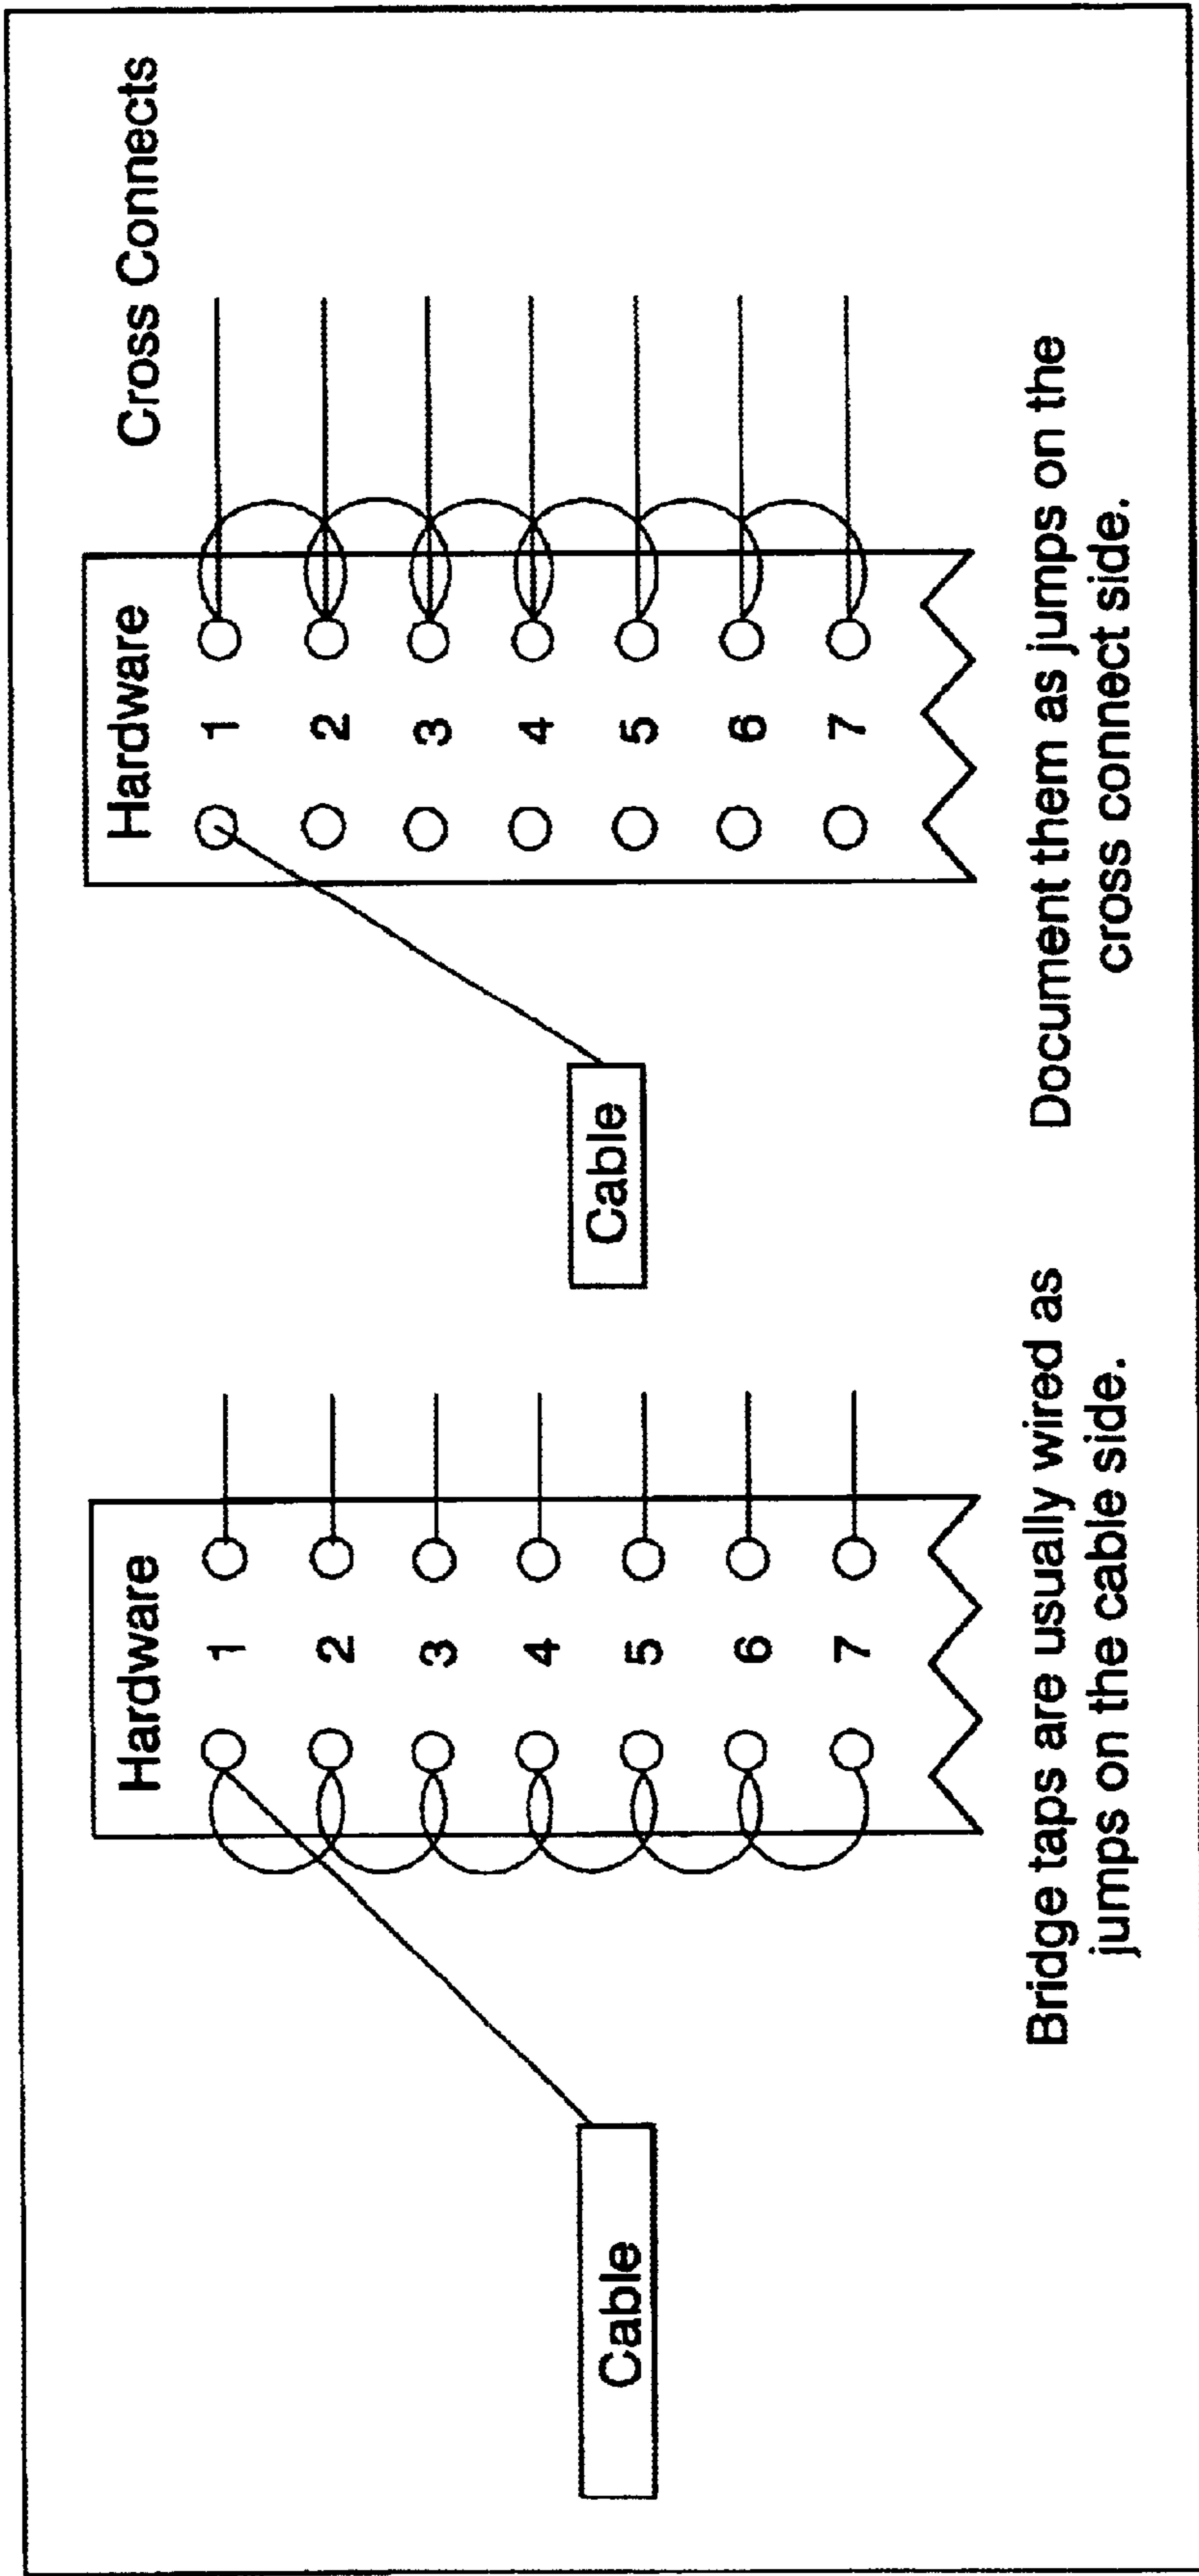 Hardware
1
2
3
4
5
6
7
Cable
Bridge taps are usually wired as
jumps on the cable side.
Cross Connects
Hardware
1
2
3
4
5
6
7
Cable
Document them as jumps on the
cross connect side.